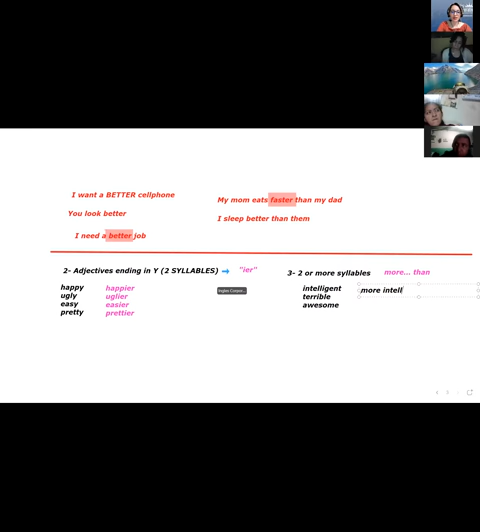 I want a BETTER cellphone
You look better
I need a better job
My mom eats faster than my dad
I sleep better than them
2- Adjectives ending in Y (2 SYLLABLES) ➡ "ier"
happy happier
ugly uglier
easy easier
pretty prettier
3- 2 or more syllables more... than
intelligent more intell
terrible
awesome